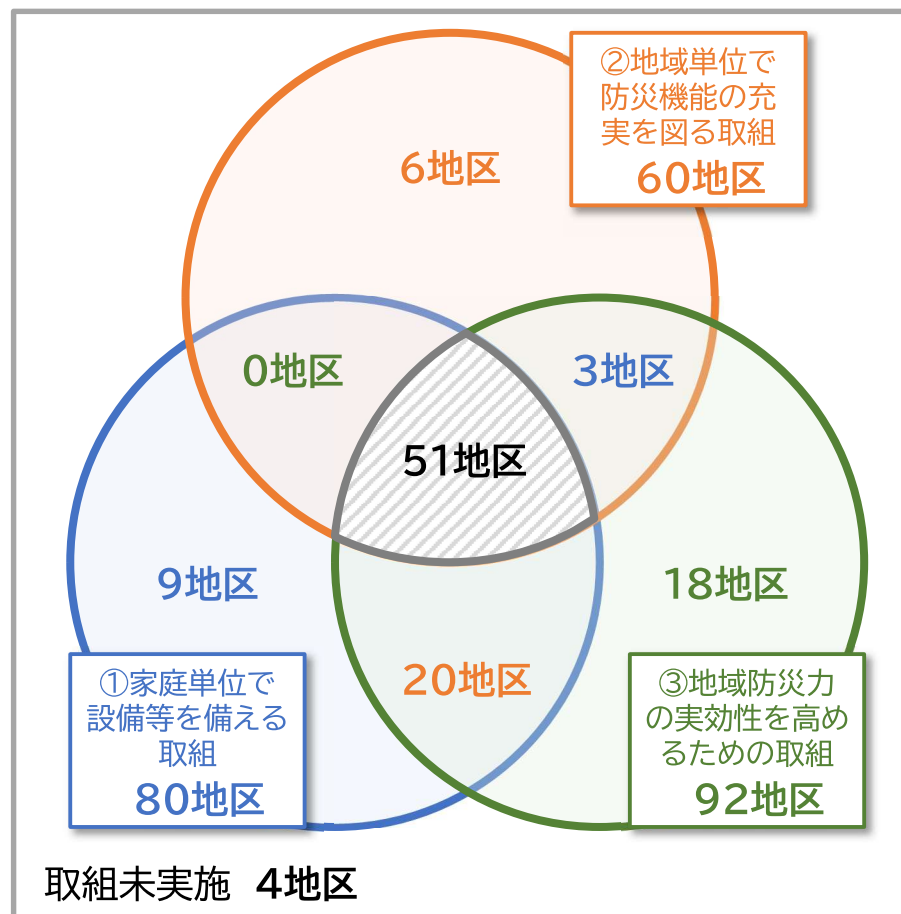 ②地域単位で
防災機能の充
実を図る取組
60地区
6地区
0地区
3地区
51地区
9地区
18地区
20地区
①家庭単位で
設備等を備える
取組
80地区
③地域防災力
の実効性を高め
るための取組
92地区
取組未実施 4地区